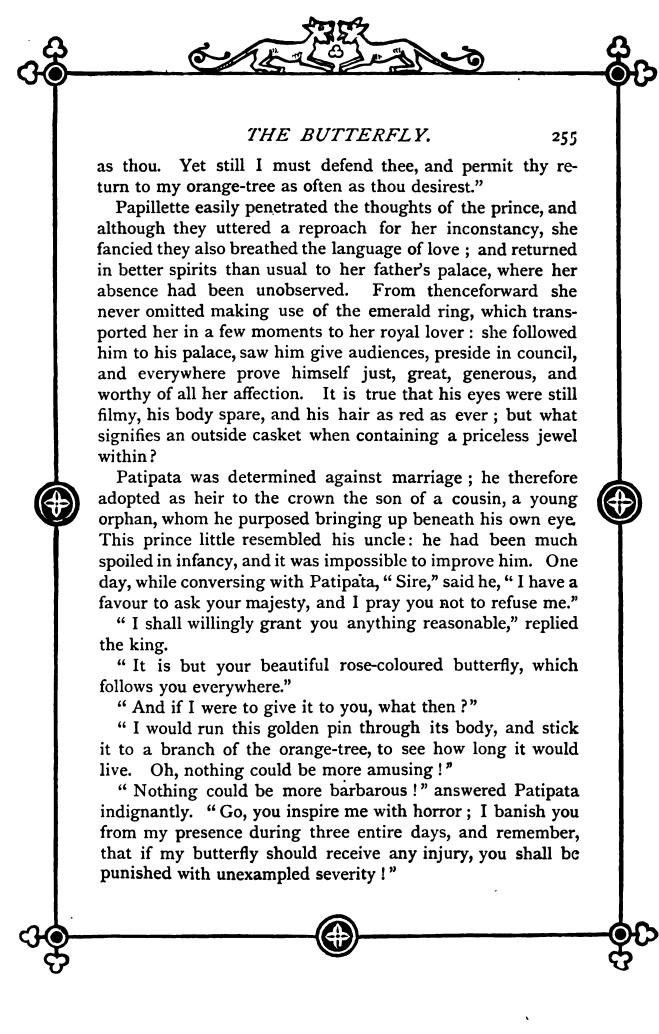 THE BUTTERFLY. 255
as thou. Yet still I must defend thee, and permit thy re-
turn to my orange-tree as often as thou desirest.”
Papillette easily penetrated the thoughts of the prince, and
although they uttered a reproach for her inconstancy, she
fancied they also breathed the language of love ; and returned
in better spirits than usual to her father’s palace, where her
absence had been unobserved. From thenceforward she
never omitted making use of the emerald ring, which trans-
ported her in a few moments to her royal lover : she followed
him to his palace, saw him give audiences, preside in council,
and everywhere prove himself just, great, generous, and
worthy of all her affection. It is true that his eyes were still
filmy, his body spare, and his hair as red as ever ; but what
signifies an outside casket when containing a priceless jewel
within ?
Patipata was determined against marriage ; he therefore
adopted as heir to the crown the son of a cousin, a young
orphan, whom he purposed bringing up beneath his own eye.
This prince little resembled his uncle : he had been much
spoiled in infancy, and it was impossible to improve him. One
day, while conversing with Patipata, “ Sire,” said he, “ I have a
favour to ask your majesty, and I pray you not to refuse me.”
“ I shall willingly grant you anything reasonable,” replied
the king.
“ It is but your beautiful rose-coloured butterfly, which
follows you everywhere.”
“ And if I were to give it to you, what then ?”
“ I would run this golden pin through its body, and stick
it to a branch of the orange-tree, to see how long it would
live. Oh, nothing could be more amusing !”
“ Nothing could be more barbarous !” answered Patipata
indignantly. “ Go, you inspire me with horror ; I banish you
from my presence during three entire days, and remember,
that if my butterfly should receive any injury, you shall be
punished with unexampled severity !”